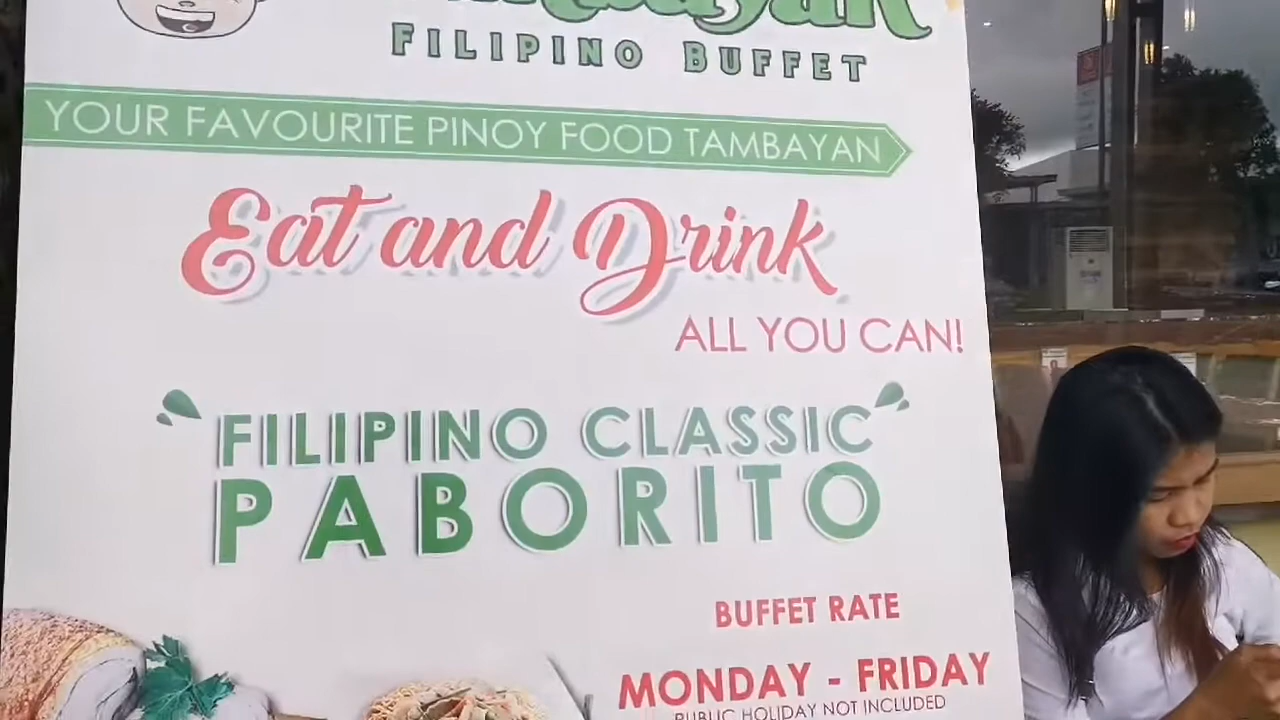 FILIPINO BUFFET
YOUR FAVOURITE PINOY FOOD TAMBAYAN
Eat and Drink
ALL YOU CAN!
FILIPINO CLASSIC
PABORITO
BUFFET RATE
MONDAY - FRIDAY
PUBLIC HOLIDAY NOT INCLUDED